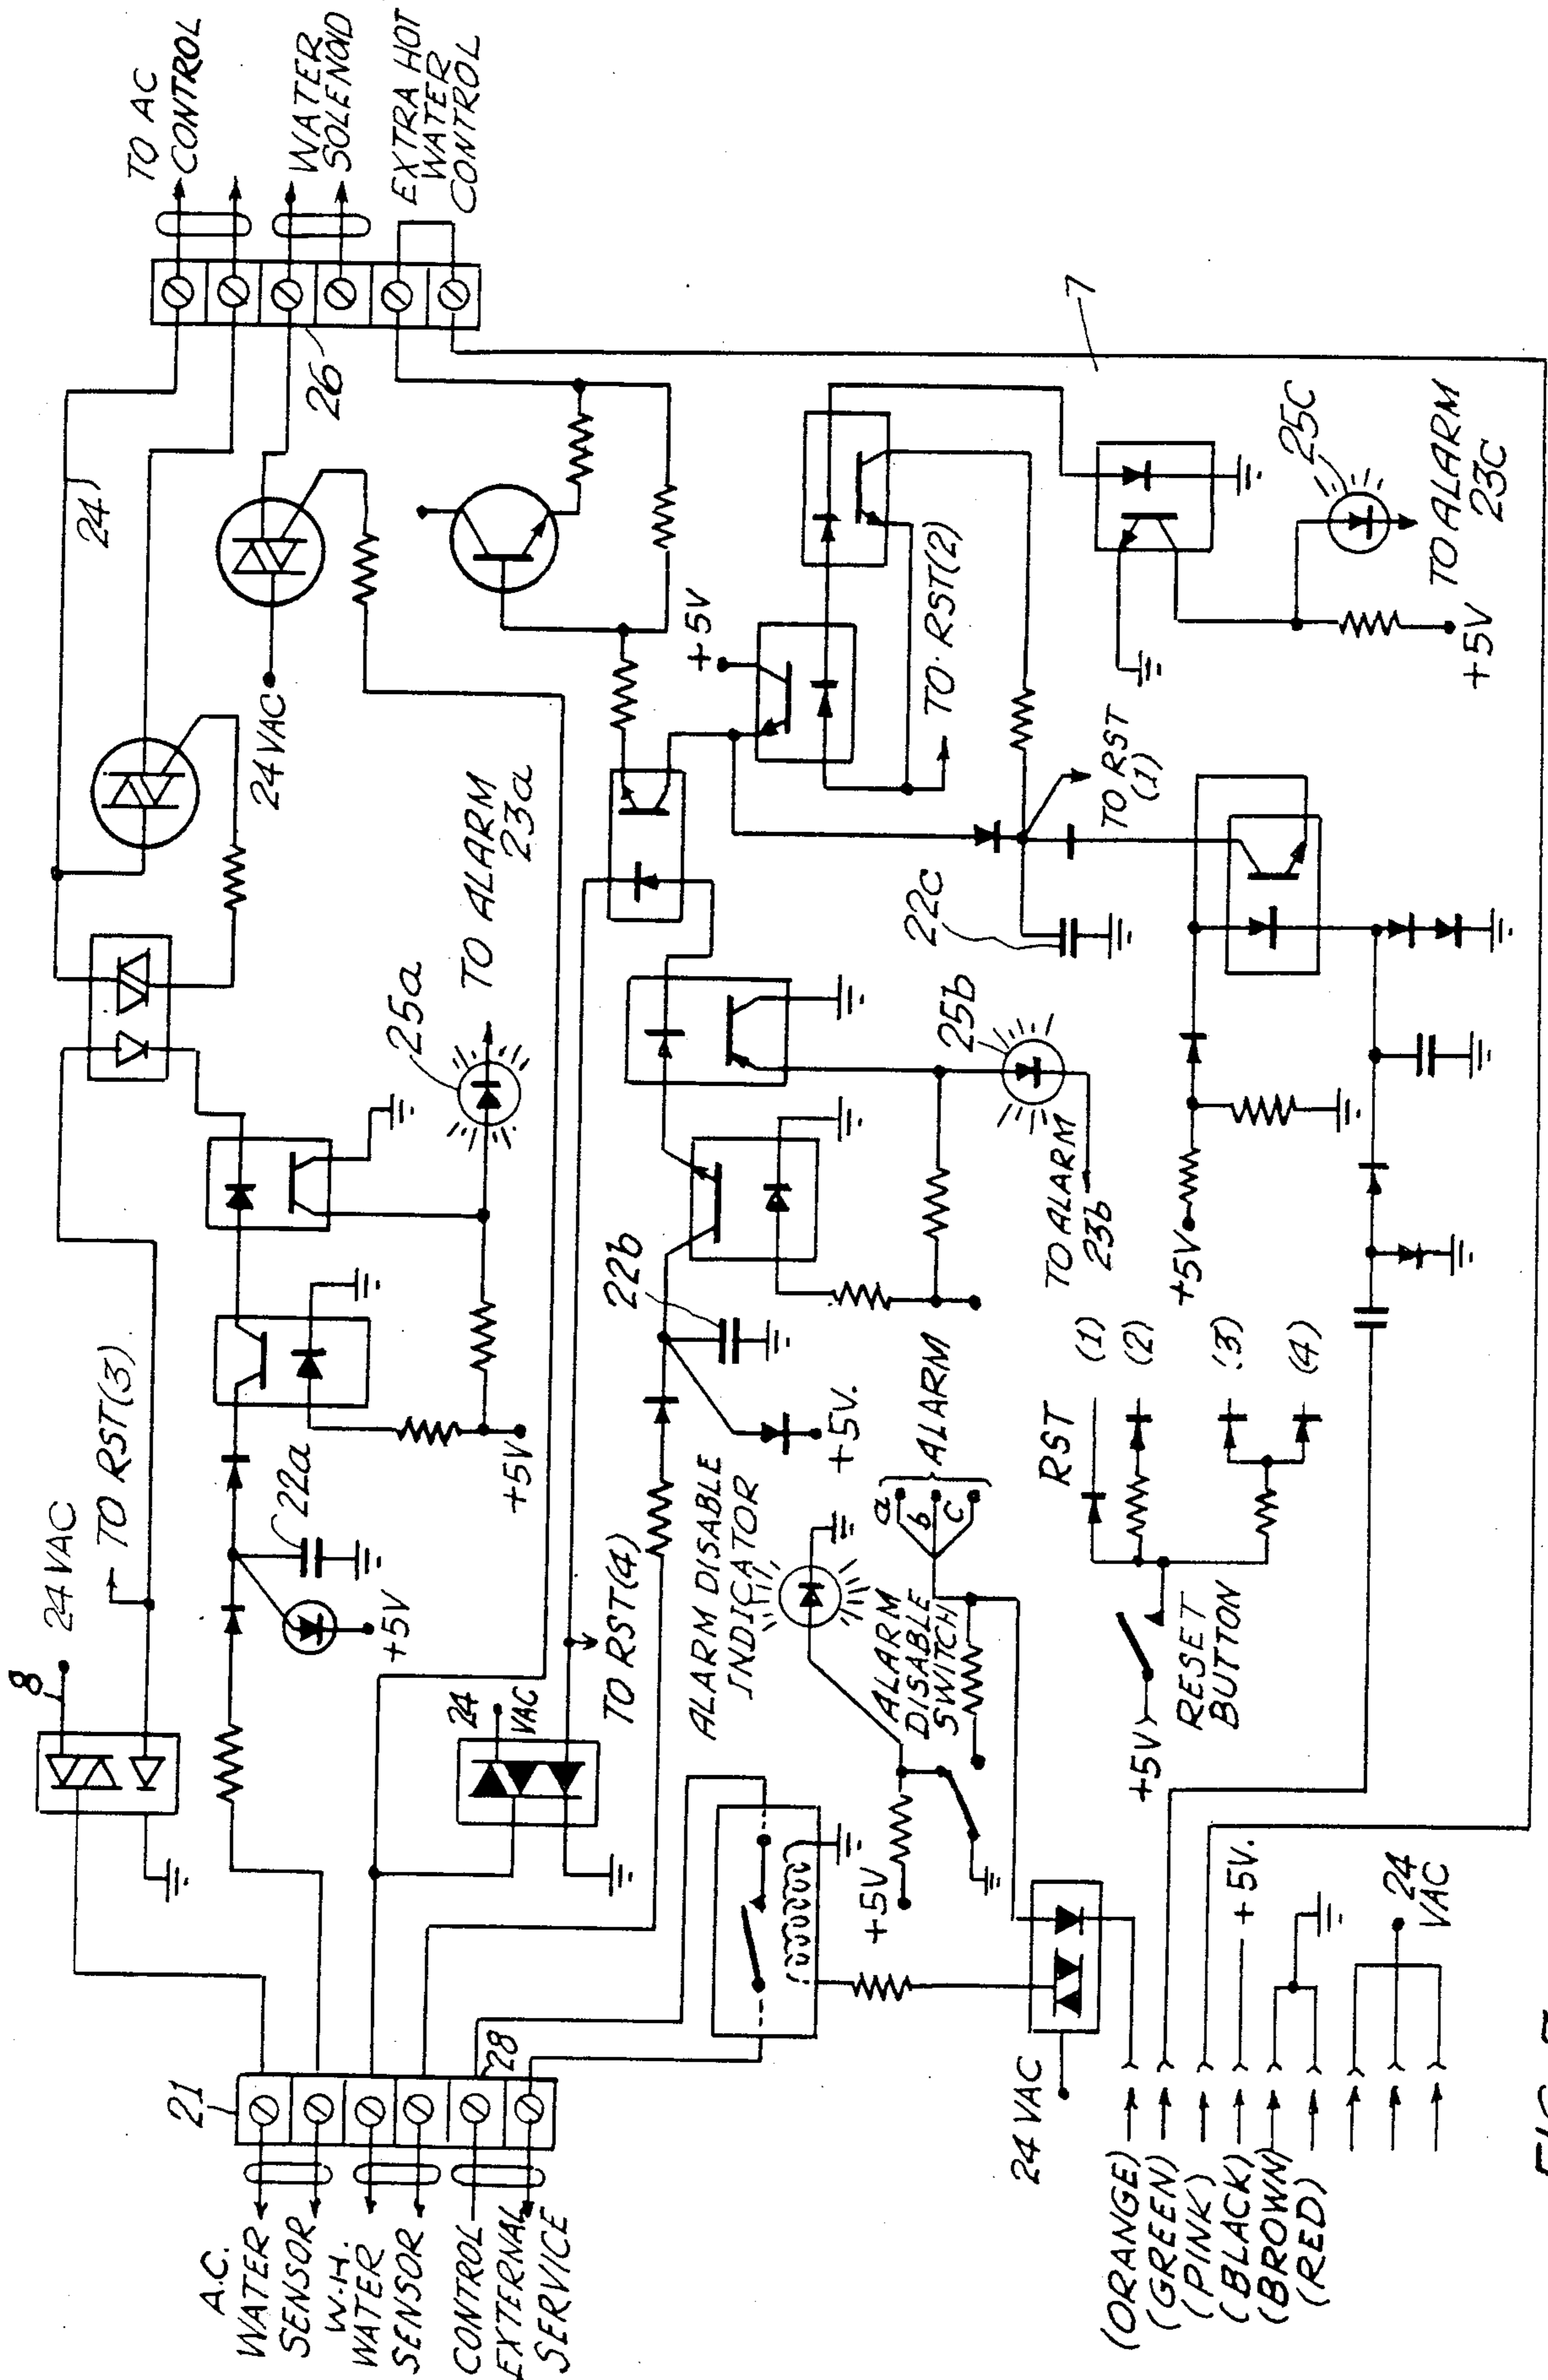 TO AC
CONTROL
WATER
SOLENOID
EXTRA HOT
WATER
CONTROL
24
26
24 VAC
7
8
24 VAC
TO RST(3)
25a
TO ALARM
23a
+5V
22a
+5V
+5V
TO RST(2)
25C
TO ALARM
23C
+5V
TO RST
(1)
22C
25b
TO ALARM
23b
22b
+5V.
+5V
24
VAC
TO RST(4)
ALARM DISABLE
INDICATOR
ALARM
a
b
c
ALARM
DISABLE
SWITCH
+5V
RST
(1)
(2)
(3)
(4)
+5V
RESET
BUTTON
21
28
A.C.
WATER
SENSOR
W.H.
WATER
SENSOR
CONTROL
EXTERNAL
SERVICE
24 VAC
(ORANGE)
(GREEN)
(PINK)
(BLACK)
+5V.
(BROWN)
(RED)
24
VAC